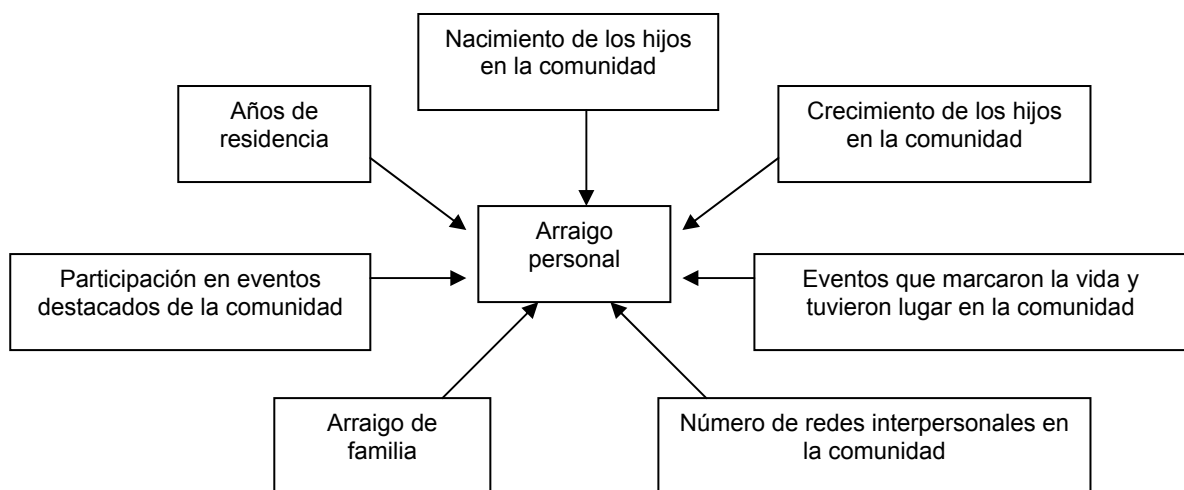 Nacimiento de los hijos
en la comunidad
Años de
residencia
Crecimiento de los hijos
en la comunidad
Arraigo
personal
Participación en eventos
destacados de la comunidad
Eventos que marcaron la vida y
tuvieron lugar en la comunidad
Arraigo de
familia
Número de redes interpersonales en
la comunidad